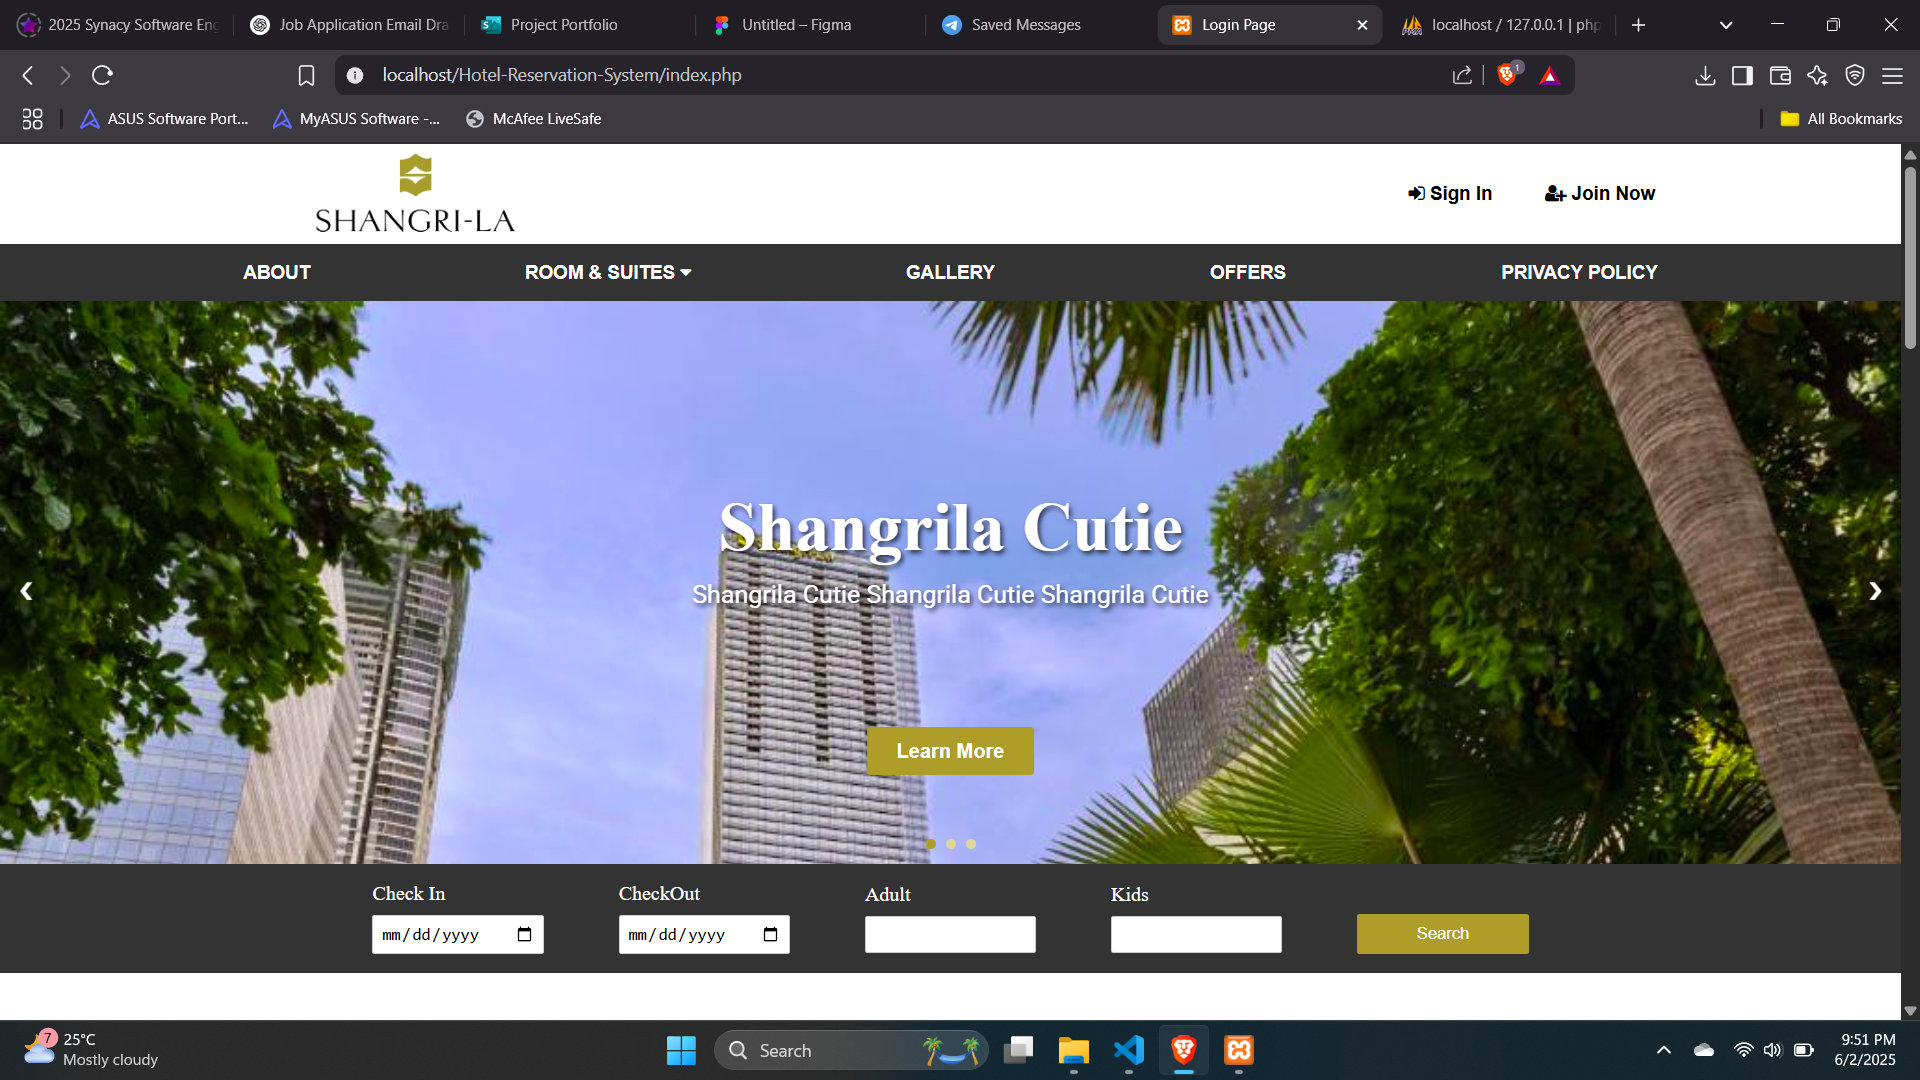 2025 Synacy Software Eng
Job Application Email Dra
Project Portfolio
Untitled – Figma
Saved Messages
Login Page
localhost / 127.0.0.1 | php
localhost/Hotel-Reservation-System/index.php
1
ASUS Software Port...
MyASUS Software -...
McAfee LiveSafe
All Bookmarks
SHANGRI-LA
Sign In
Join Now
ABOUT
ROOM & SUITES
GALLERY
OFFERS
PRIVACY POLICY
Shangrila Cutie
Shangrila Cutie Shangrila Cutie Shangrila Cutie
Learn More
Check In
CheckOut
Adult
Kids
mm/dd/yyyy
mm/dd/yyyy
Search
7
25°C
Mostly cloudy
Search
9:51 PM
6/2/2025